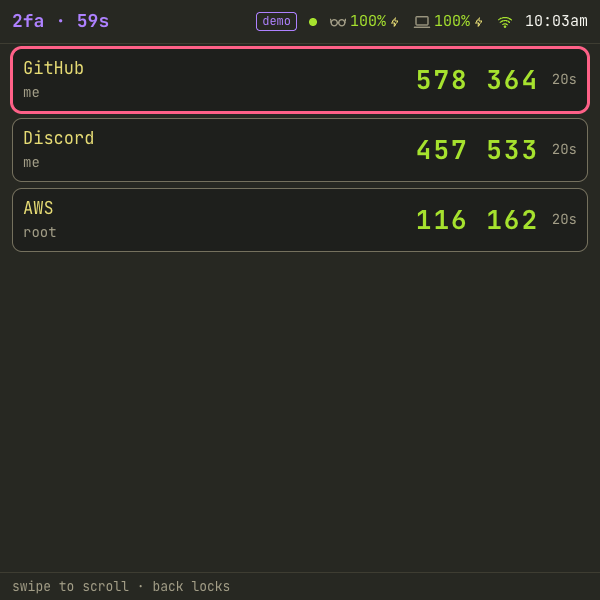 2fa · 59s demo 100% 100% 10:03am
GitHub
me
578 364 20s
Discord
me
457 533 20s
AWS
root
116 162 20s
swipe to scroll · back locks